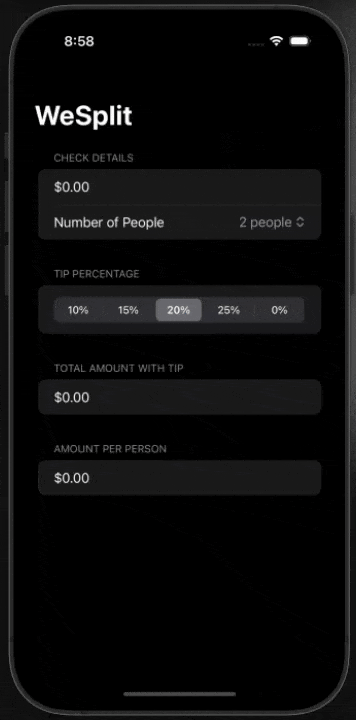 8:58
WeSplit
CHECK DETAILS
$0.00
Number of People 2 people
TIP PERCENTAGE
10% 15% 20% 25% 0%
TOTAL AMOUNT WITH TIP
$0.00
AMOUNT PER PERSON
$0.00